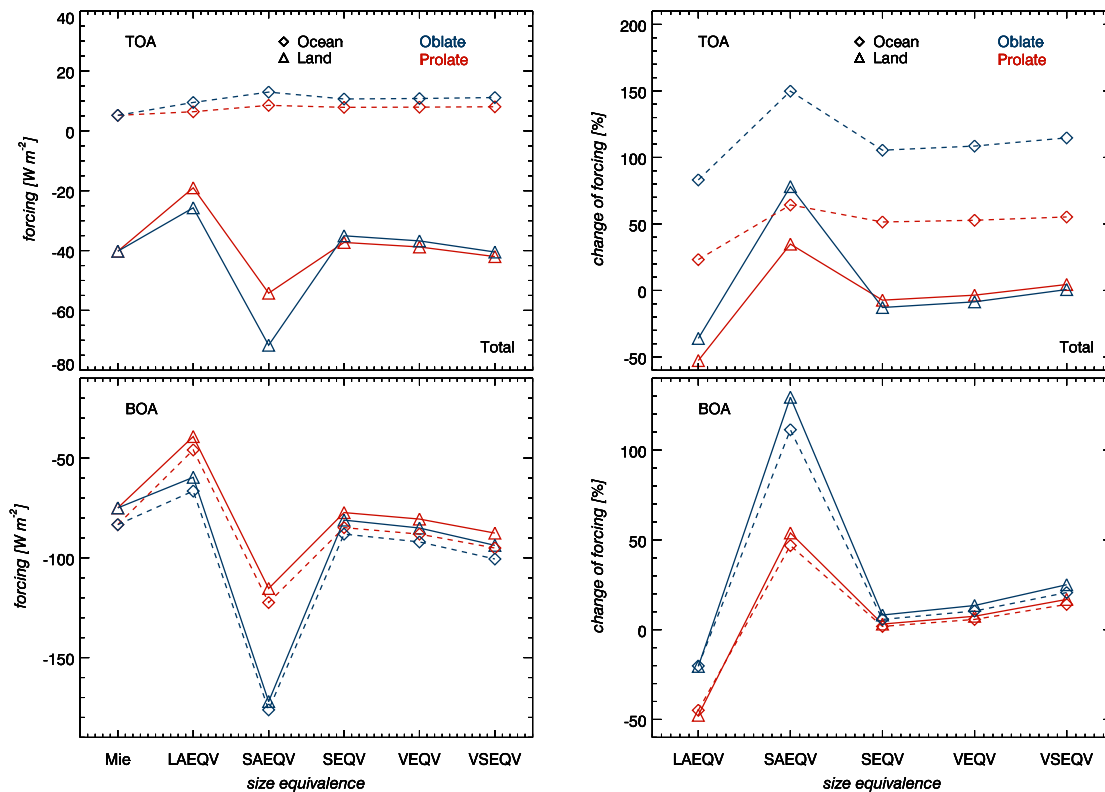 TOA
Ocean
Land
Oblate
Prolate
40
20
0
-20
-40
-60
-80
forcing [W m-2]
Total
TOA
Ocean
Land
Oblate
Prolate
210
150
100
50
0
-50
change of forcing [%]
Total
BOA
-50
-100
-150
forcing [W m-2]
Mie LAEQV SAEQV SEQV VEQV VSEQV
size equivalence
BOA
100
50
0
-50
change of forcing [%]
LAEQV SAEQV SEQV VEQV VSEQV
size equivalence